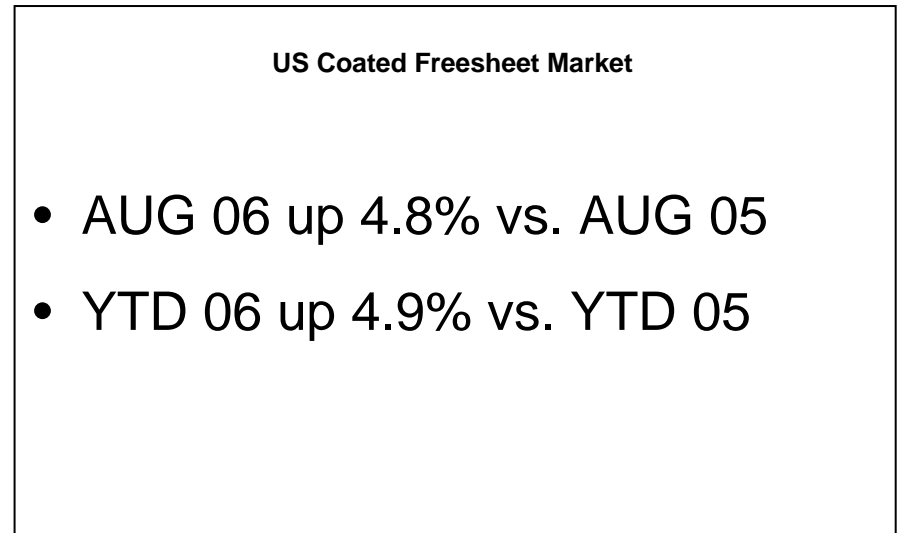 US Coated Freesheet Market
• AUG 06 up 4.8% vs. AUG 05
• YTD 06 up 4.9% vs. YTD 05